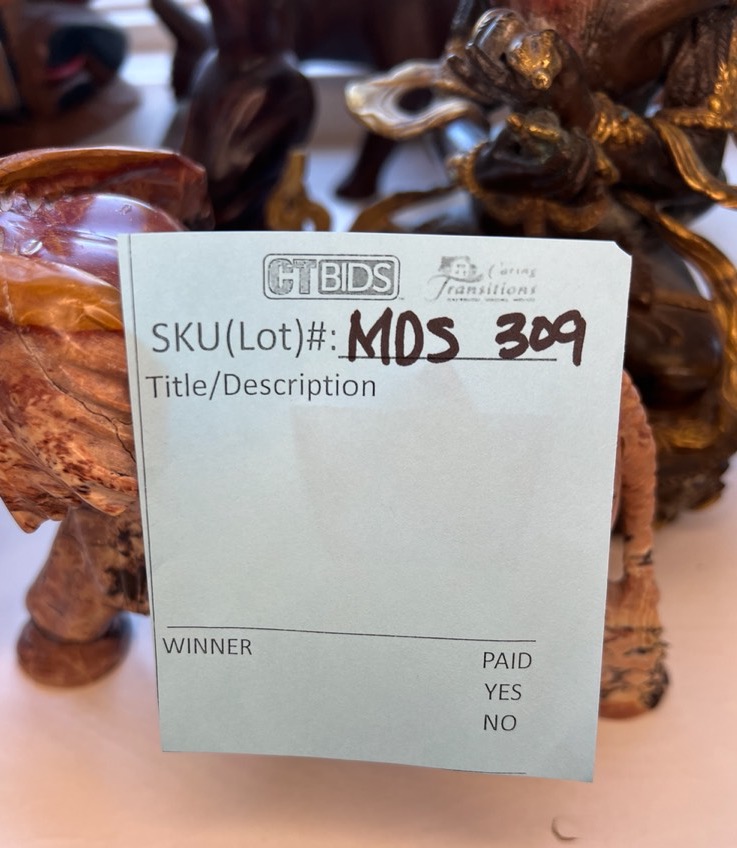 CTBIDS
Caring
Transitions
SKU(Lot)#: MDS 309
Title/Description
WINNER
PAID
YES
NO